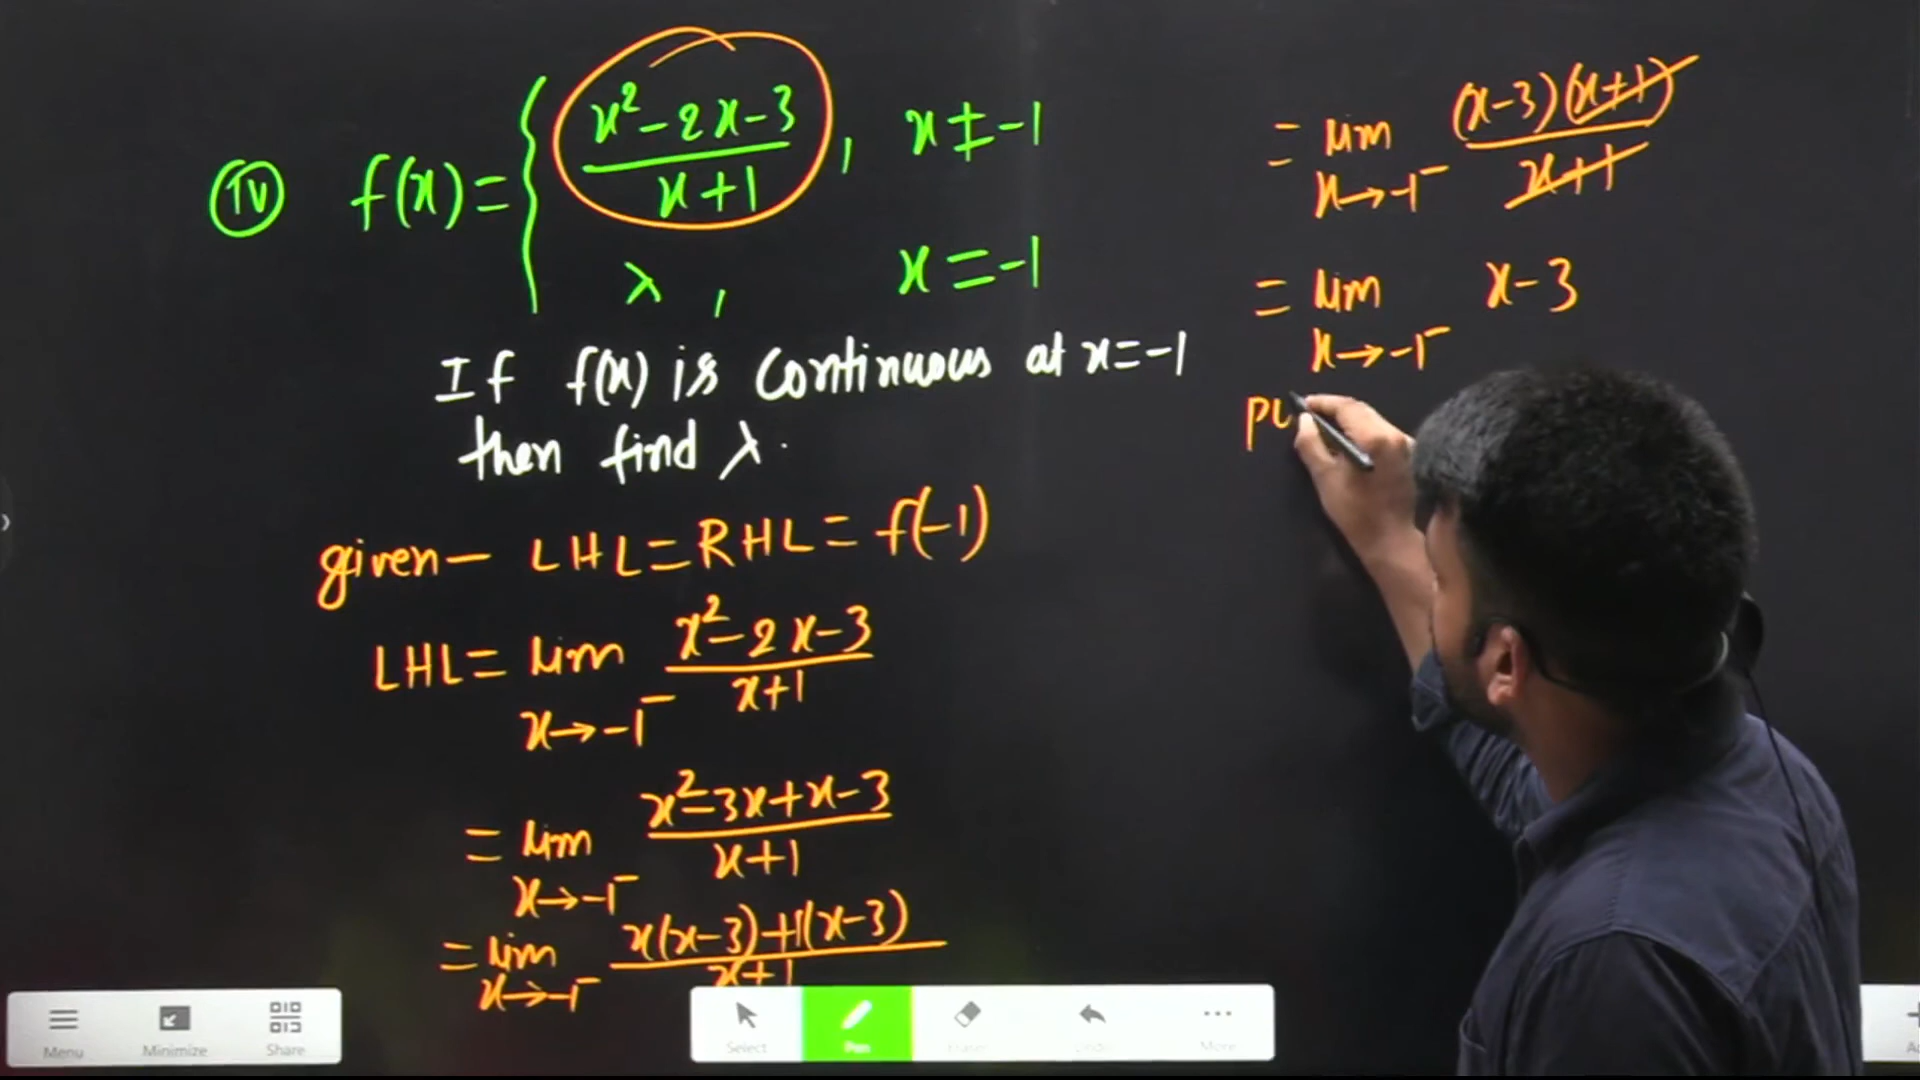 (IV) f(x) = { x² - 2x - 3 / x + 1 , x ≠ -1
λ , x = -1
If f(x) is continuous at x = -1
then find λ.
given - LHL = RHL = f(-1)
LHL = lim x→-1⁻ x² - 2x - 3 / x + 1
= lim x→-1⁻ x² - 3x + x - 3 / x + 1
= lim x→-1⁻ x(x-3) + 1(x-3) / x + 1
= lim x→-1⁻ (x-3)(x+1) / x + 1
= lim x→-1⁻ x - 3
pu
Menu Minimize Share
Select Pen Eraser Undo More